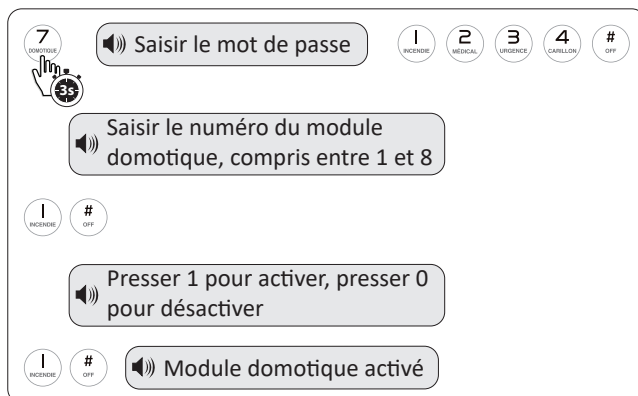 7 DOMOTIQUE Saisir le mot de passe 1 INCENDIE 2 MÉDICAL 3 URGENCE 4 CARILLON # OFF
3s
Saisir le numéro du module
domotique, compris entre 1 et 8
1 INCENDIE # OFF
Presser 1 pour activer, presser 0
pour désactiver
1 INCENDIE # OFF Module domotique activé